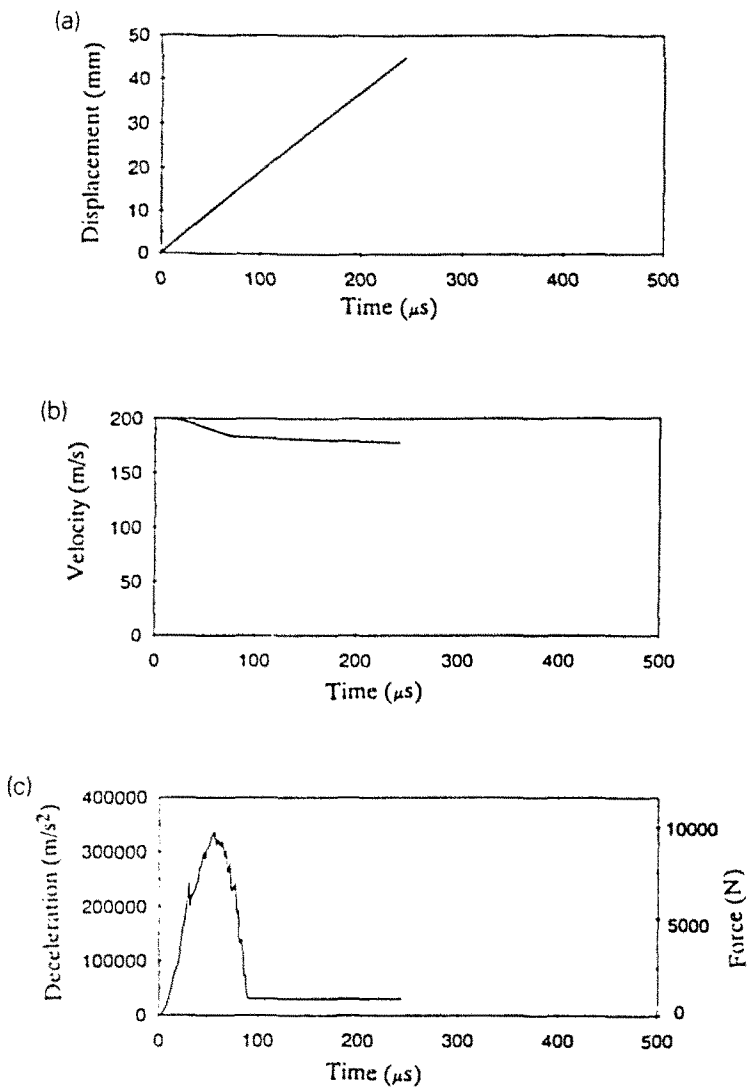 (a)
Displacement (mm)
50
40
30
20
10
0
0 100 200 300 400 500
Time (μs)
(b)
Velocity (m/s)
200
150
100
50
0
0 100 200 300 400 500
Time (μs)
(c)
Deceleration (m/s²)
400000
300000
200000
100000
0
10000
5000
0
Force (N)
0 100 200 300 400 500
Time (μs)